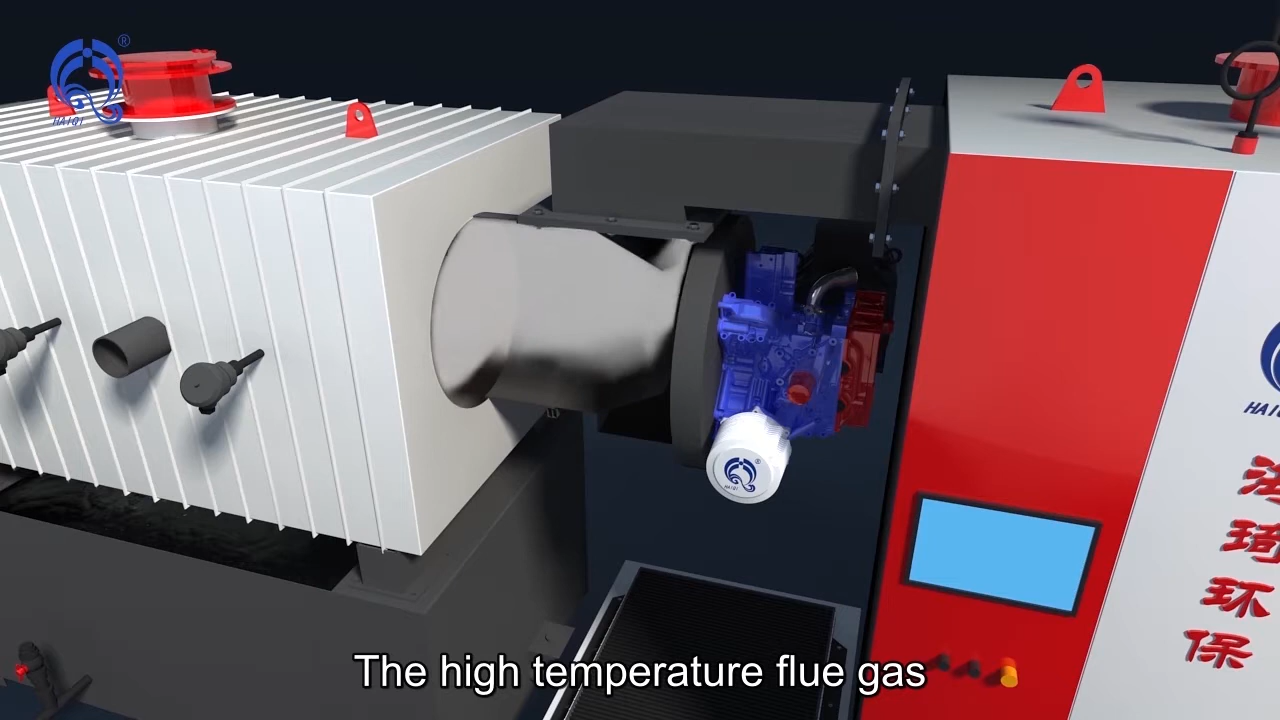 HAIQI
®
HAIQI
®
海
琦
环
保
The high temperature flue gas